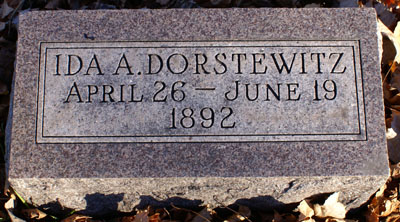 IDA A. DORSTEWITZ
APRIL 26 — JUNE 19
1892